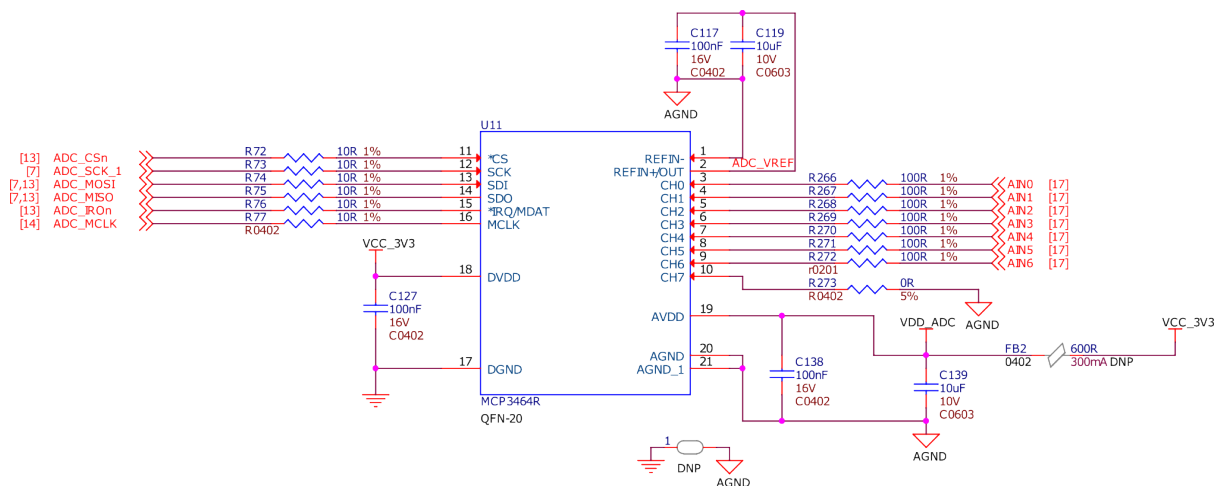 C117
100nF
16V
C0402
C119
10uF
10V
C0603
AGND
U11
[13] ADC_CSn R72 10R 1% 11 *CS
[7] ADC_SCK_1 R73 10R 1% 12 SCK
[7,13] ADC_MOSI R74 10R 1% 13 SDI
[7,13] ADC_MISO R75 10R 1% 14 SDO
[13] ADC_IRQn R76 10R 1% 15 *IRQ/MDAT
[14] ADC_MCLK R77 10R 1% 16 MCLK
R0402
1 REFIN-
2 REFIN+/OUT ADC_VREF
3 CH0 R266 100R 1% AIN0 [17]
4 CH1 R267 100R 1% AIN1 [17]
5 CH2 R268 100R 1% AIN2 [17]
6 CH3 R269 100R 1% AIN3 [17]
7 CH4 R270 100R 1% AIN4 [17]
8 CH5 R271 100R 1% AIN5 [17]
9 CH6 R272 100R 1% AIN6 [17]
r0201
10 CH7 R273 0R
R0402 5%
AGND
VCC_3V3
18 DVDD
C127
100nF
16V
C0402
17 DGND
AVDD 19
AGND 20
AGND_1 21
VDD_ADC
VCC_3V3
FB2 600R
0402 300mA DNP
C138
100nF
16V
C0402
C139
10uF
10V
C0603
AGND
MCP3464R
QFN-20
1
DNP
AGND